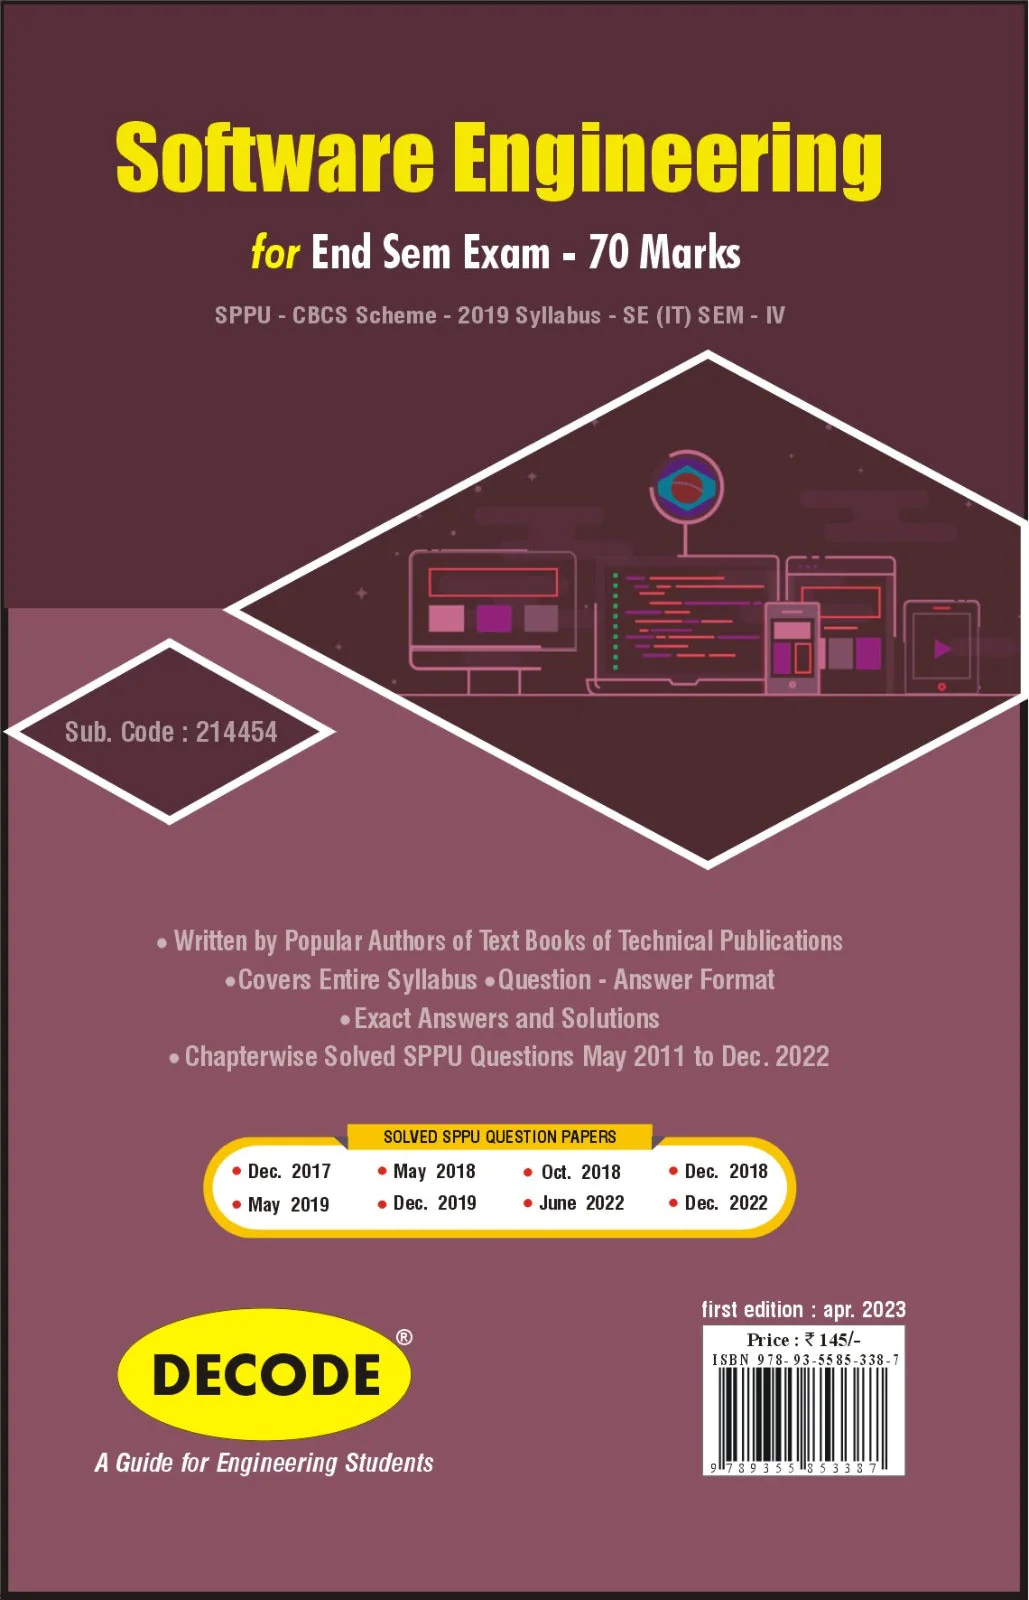 Software Engineering
for End Sem Exam - 70 Marks
SPPU - CBCS Scheme - 2019 Syllabus - SE (IT) SEM - IV
Sub. Code : 214454
• Written by Popular Authors of Text Books of Technical Publications
• Covers Entire Syllabus • Question - Answer Format
• Exact Answers and Solutions
• Chapterwise Solved SPPU Questions May 2011 to Dec. 2022
SOLVED SPPU QUESTION PAPERS
• Dec. 2017 • May 2018 • Oct. 2018 • Dec. 2018
• May 2019 • Dec. 2019 • June 2022 • Dec. 2022
first edition : apr. 2023
Price : ₹ 145/-
ISBN 978-93-5585-338-7
9 789355 853387
DECODE®
A Guide for Engineering Students